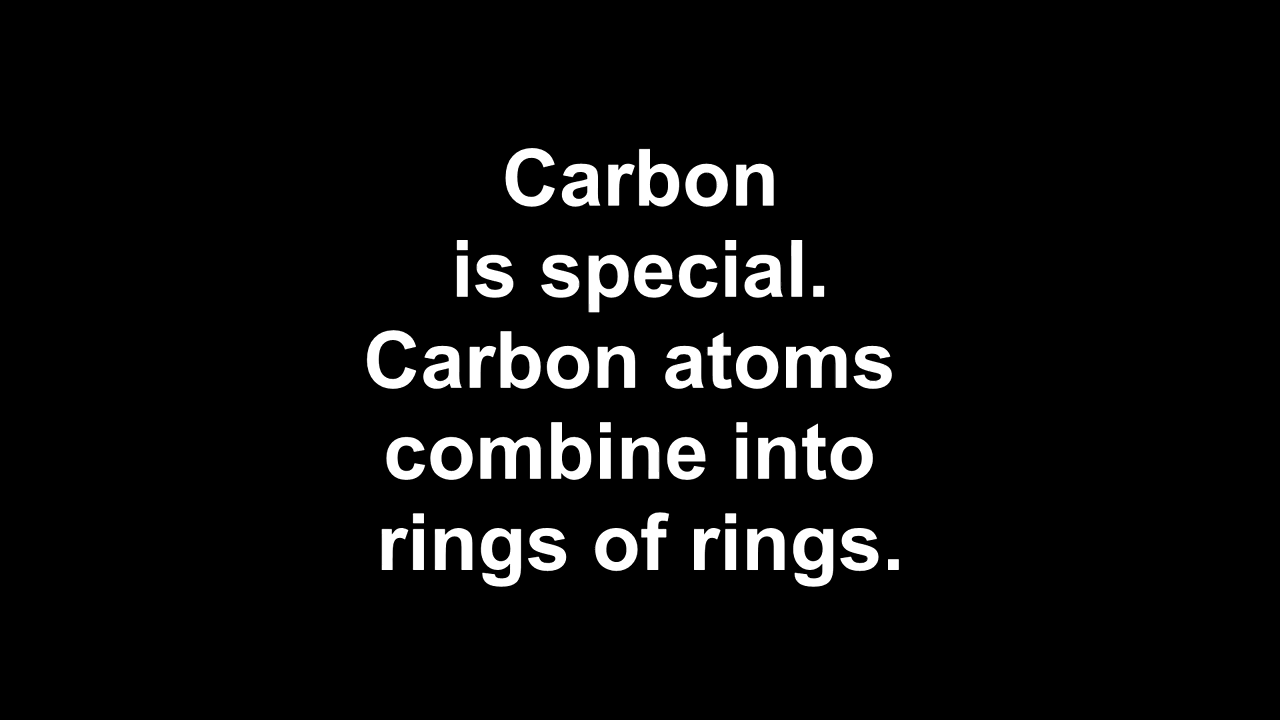 Carbon
is special.
Carbon atoms
combine into
rings of rings.